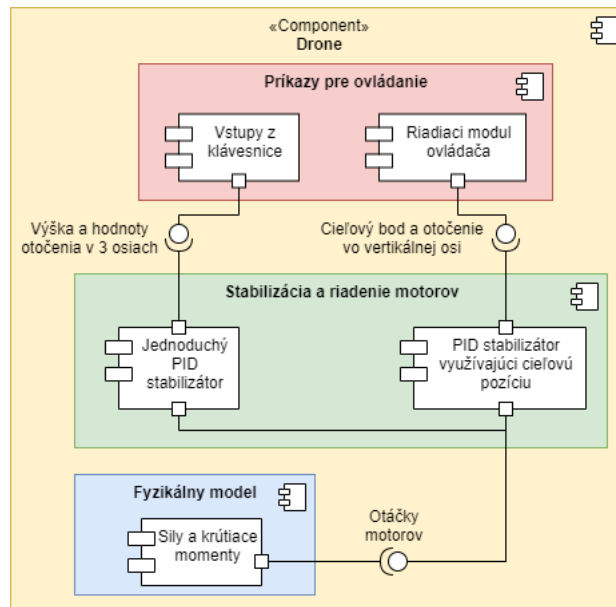 «Component»
Drone
Príkazy pre ovládanie
Vstupy z
klávesnice
Riadiaci modul
ovládača
Výška a hodnoty
otočenia v 3 osiach
Cieľový bod a otočenie
vo vertikálnej osi
Stabilizácia a riadenie motorov
Jednoduchý
PID
stabilizátor
PID stabilizátor
využívajúci cieľovú
pozíciu
Fyzikálny model
Sily a krútiace
momenty
Otáčky
motorov